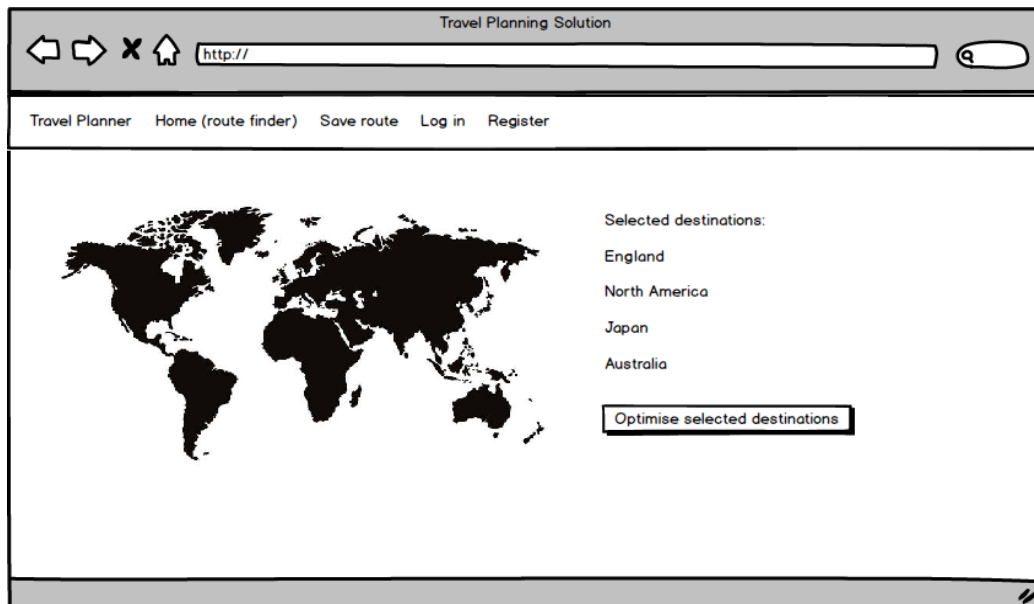 Travel Planning Solution
http://
Travel Planner Home (route finder) Save route Log in Register
Selected destinations:
England
North America
Japan
Australia
Optimise selected destinations